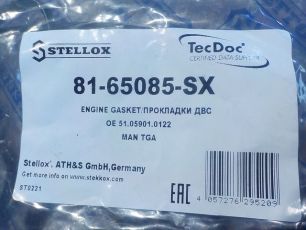 STELLOX
TecDoc
CERTIFIED DATA SUPPLIER
81-65085-SX
ENGINE GASKET/ПРОКЛАДКИ ДВС
OE 51.05901.0122
MAN TGA
Stellox, ATH&S GmbH,Germany
Get more info on www.stellox.com
ST0221
EAC
4 057276 295209